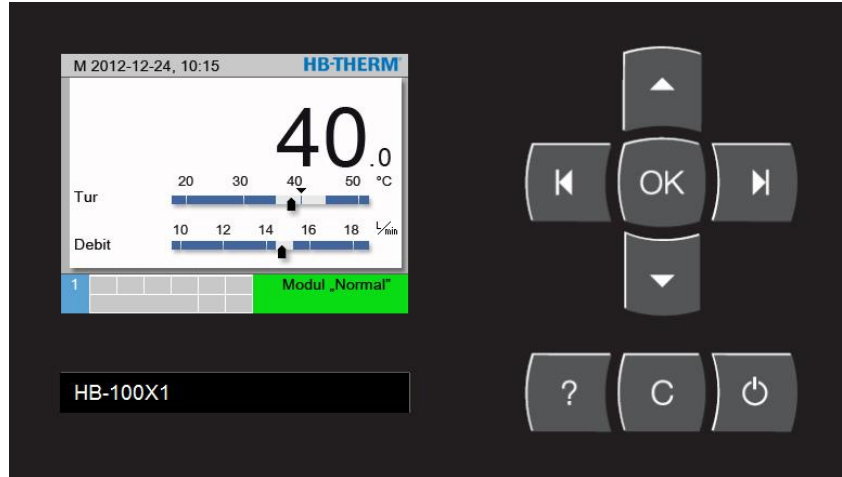 M 2012-12-24, 10:15 HB-THERM
40.0
20 30 40 50 °C
Tur
10 12 14 16 18 L/min
Debit
1 Modul „Normal"
HB-100X1
OK
? C